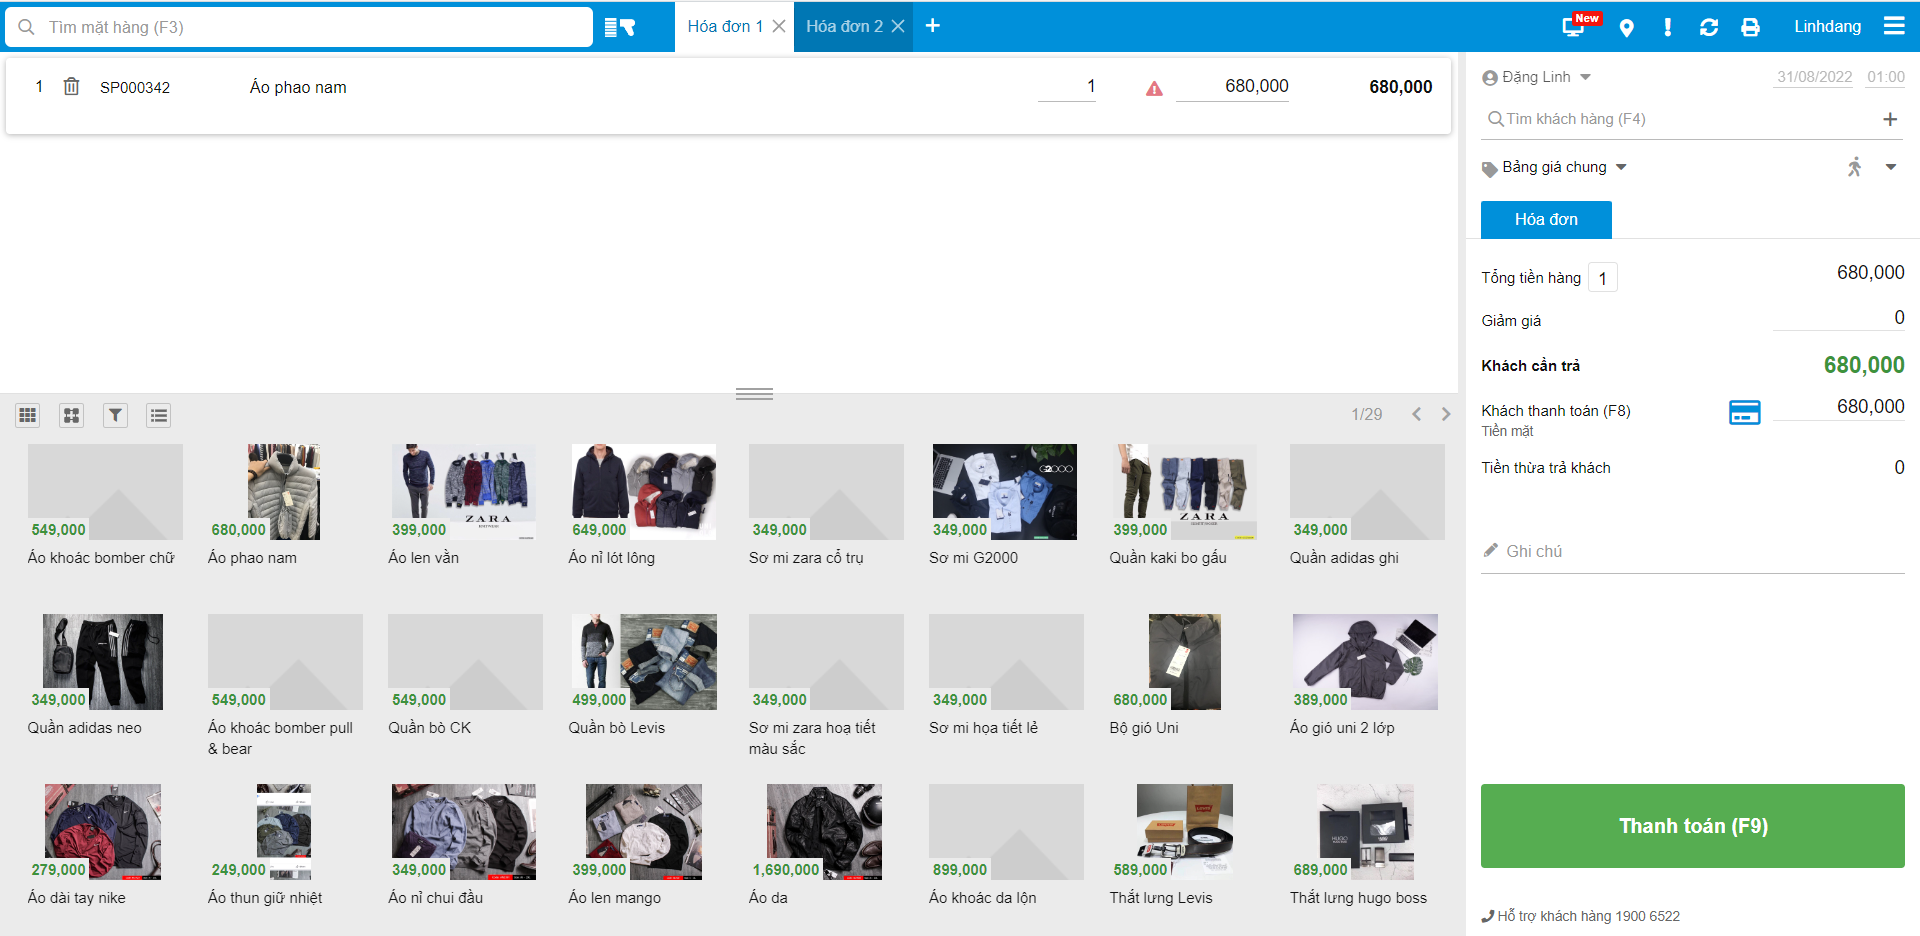 Tìm mặt hàng (F3)
Hóa đơn 1
Hóa đơn 2
New
Linhdang
1 SP000342 Áo phao nam 1 680,000 680,000
Đặng Linh 31/08/2022 01:00
Tìm khách hàng (F4)
Bảng giá chung
Hóa đơn
Tổng tiền hàng 1 680,000
Giảm giá 0
Khách cần trả 680,000
Khách thanh toán (F8) 680,000
Tiền mặt
Tiền thừa trả khách 0
Ghi chú
Thanh toán (F9)
Hỗ trợ khách hàng 1900 6522
1/29
549,000
Áo khoác bomber chữ
680,000
Áo phao nam
ZARA
399,000
Áo len vằn
649,000
Áo nỉ lót lông
349,000
Sơ mi zara cổ trụ
G2000
349,000
Sơ mi G2000
ZARA
399,000
Quần kaki bo gấu
349,000
Quần adidas ghi
349,000
Quần adidas neo
549,000
Áo khoác bomber pull
& bear
549,000
Quần bò CK
499,000
Quần bò Levis
349,000
Sơ mi zara hoạ tiết
màu sắc
349,000
Sơ mi họa tiết lẻ
680,000
Bộ gió Uni
389,000
Áo gió uni 2 lớp
279,000
Áo dài tay nike
249,000
Áo thun giữ nhiệt
349,000
Áo nỉ chui đầu
399,000
Áo len mango
1,690,000
Áo da
899,000
Áo khoác da lộn
589,000
Thắt lưng Levis
HUGO
689,000
Thắt lưng hugo boss